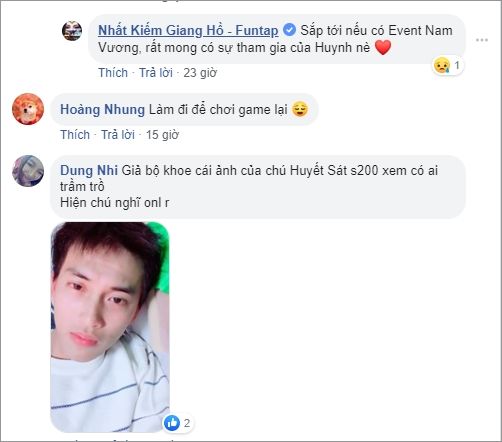 Nhất Kiếm Giang Hồ - Funtap Sắp tới nếu có Event Nam
Vương, rất mong có sự tham gia của Huynh nè
1
Thích · Trả lời · 23 giờ
Hoàng Nhung Làm đi để chơi game lại
Thích · Trả lời · 15 giờ
Dung Nhi Giả bộ khoe cái ảnh của chú Huyết Sát s200 xem có ai
trầm trồ
Hiện chú nghĩ onl r
2